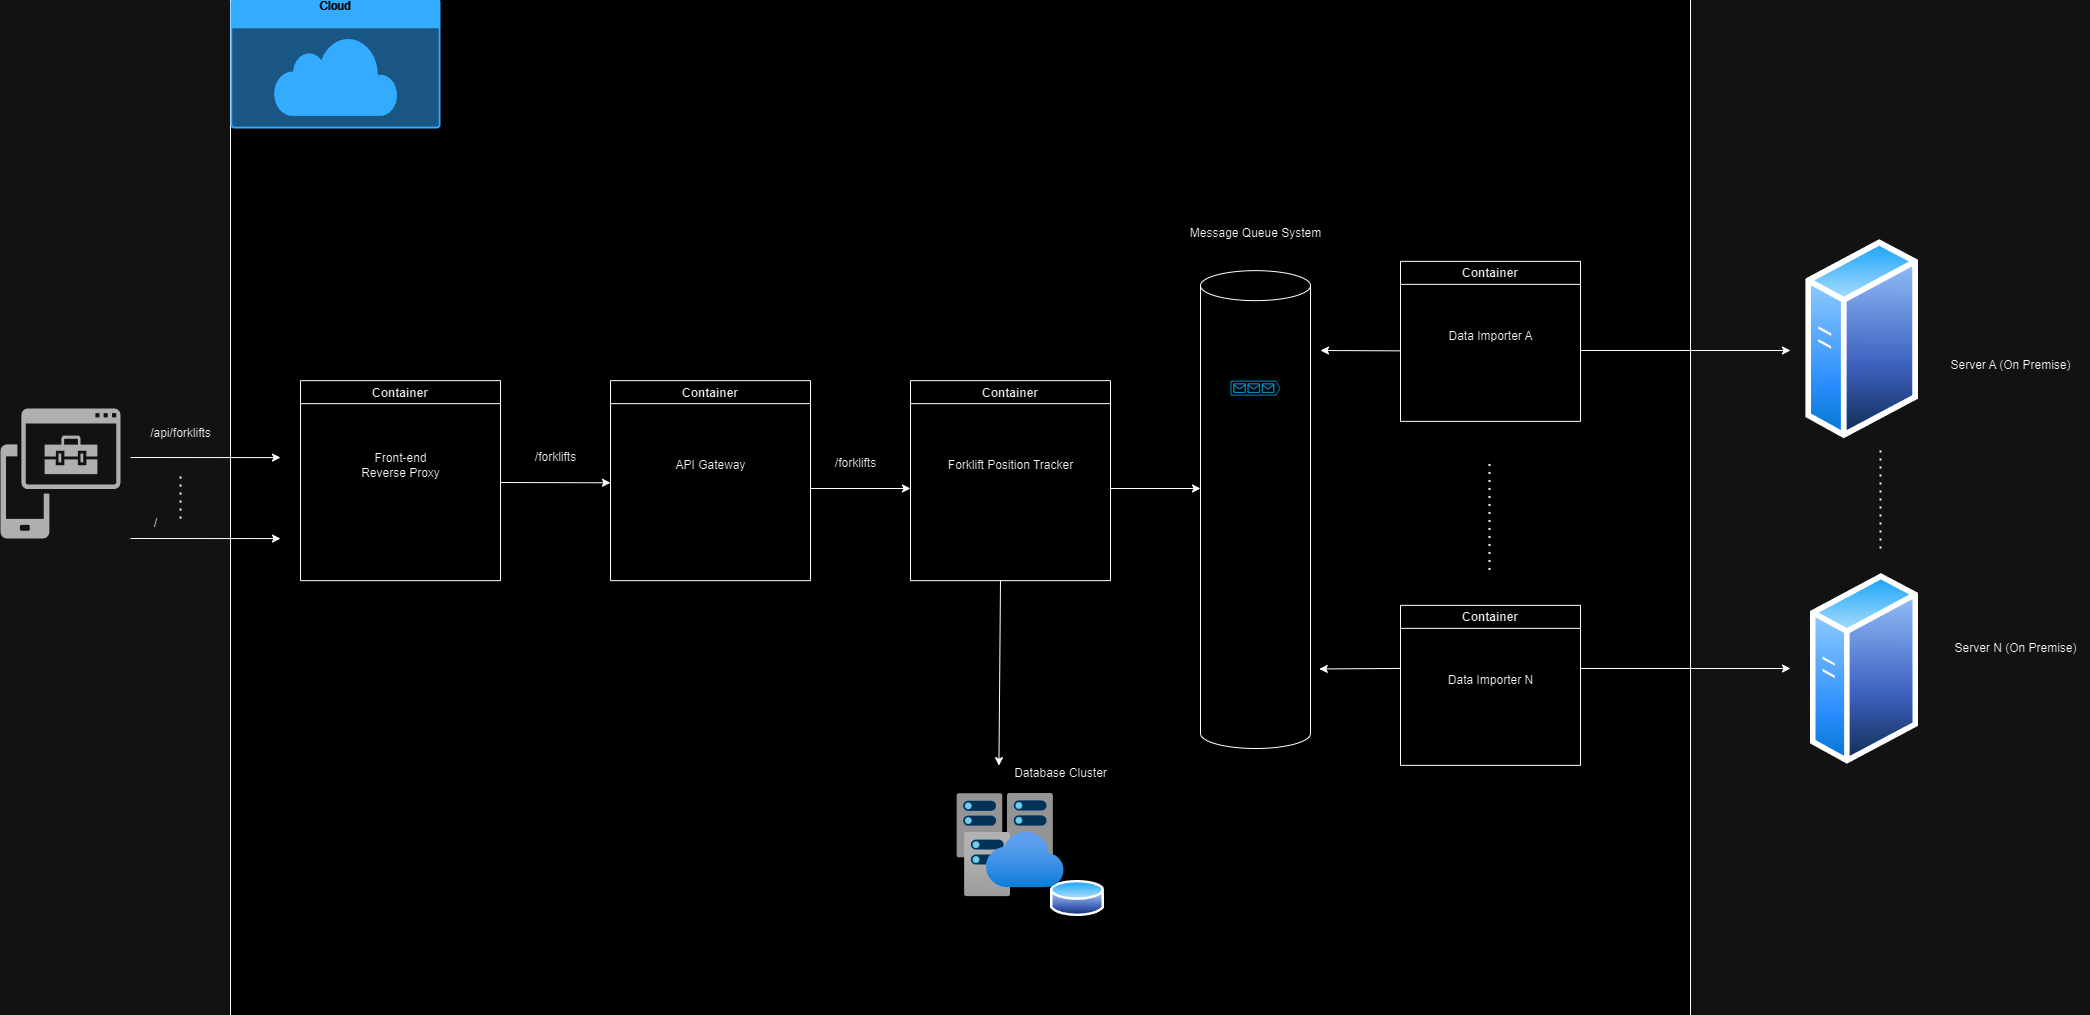 Cloud
Message Queue System
Container
Data Importer A
Server A (On Premise)
Container
Container
Container
/api/forklifts
Front-end
Reverse Proxy
/forklifts
API Gateway
/forklifts
Forklift Position Tracker
/
Container
Data Importer N
Server N (On Premise)
Database Cluster